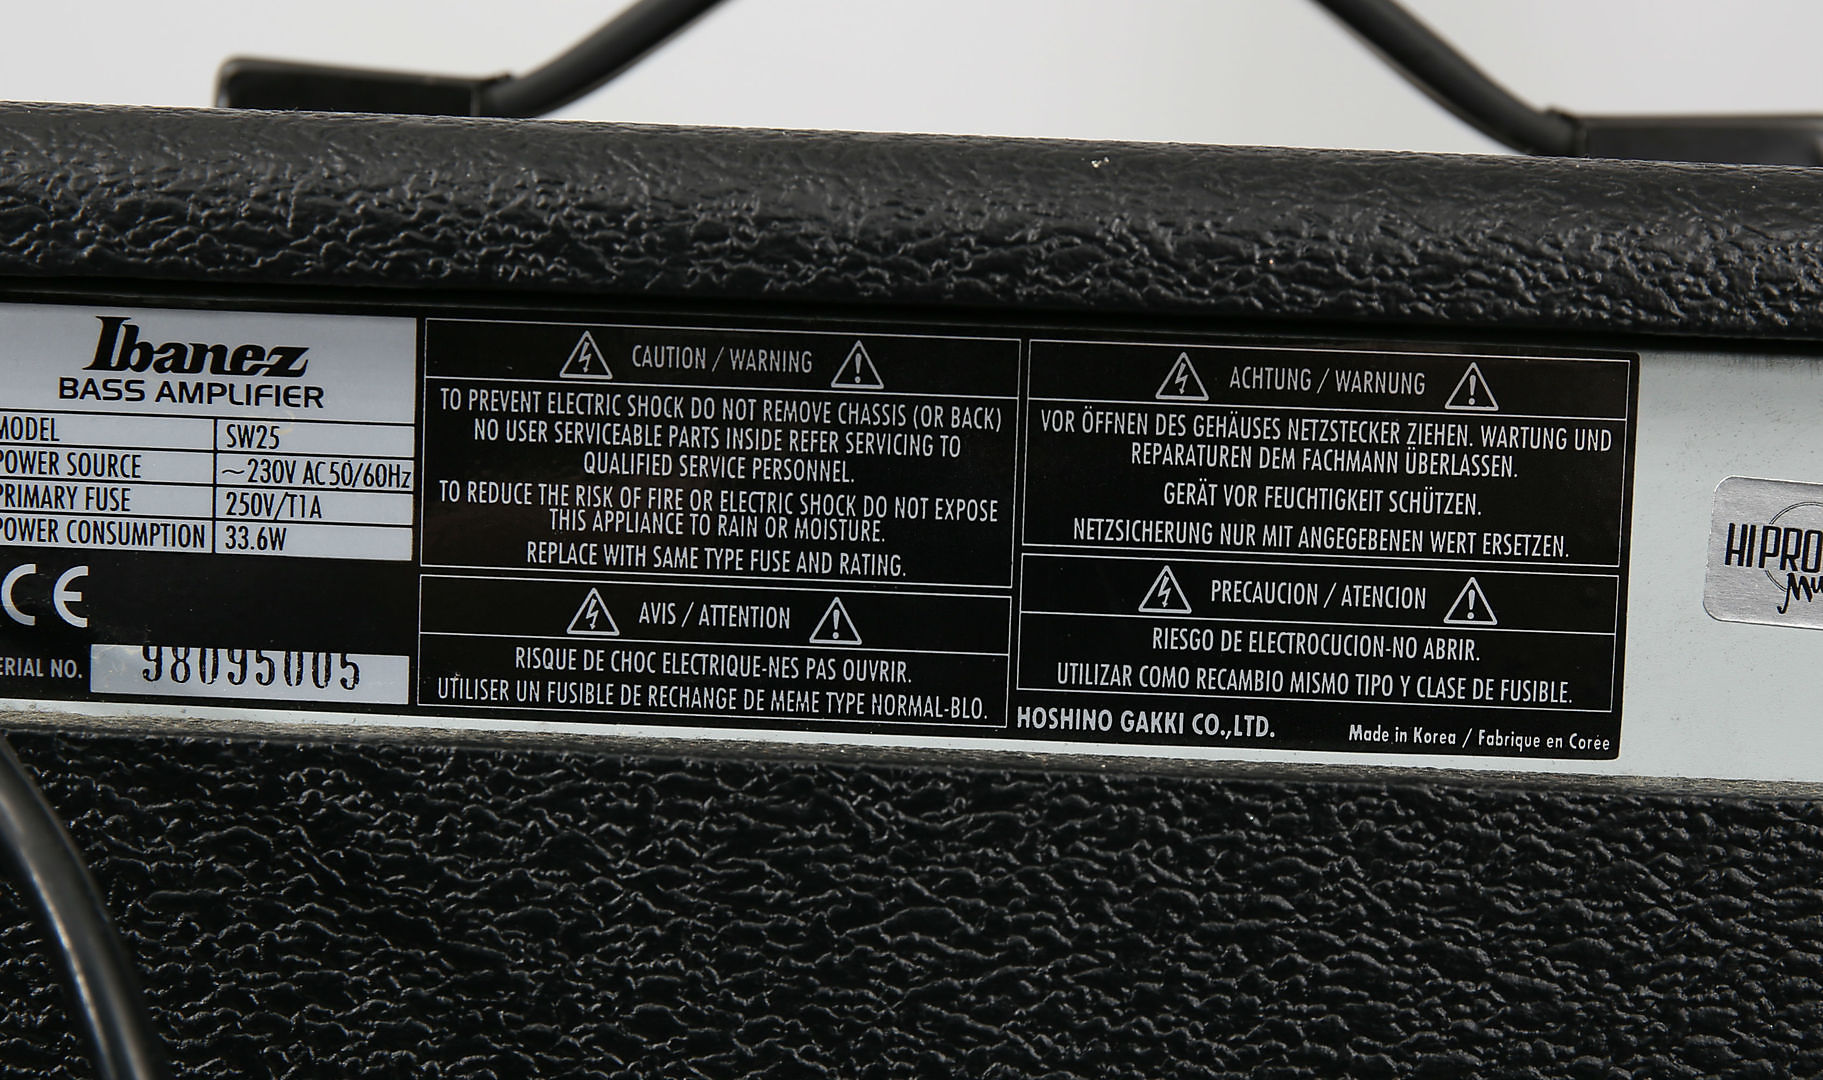 Ibanez
BASS AMPLIFIER
MODEL SW25
POWER SOURCE ~230V AC 50/60Hz
PRIMARY FUSE 250V/T1A
POWER CONSUMPTION 33.6W
CE
SERIAL NO. 98095005
CAUTION / WARNING
TO PREVENT ELECTRIC SHOCK DO NOT REMOVE CHASSIS (OR BACK)
NO USER SERVICEABLE PARTS INSIDE REFER SERVICING TO
QUALIFIED SERVICE PERSONNEL.
TO REDUCE THE RISK OF FIRE OR ELECTRIC SHOCK DO NOT EXPOSE
THIS APPLIANCE TO RAIN OR MOISTURE.
REPLACE WITH SAME TYPE FUSE AND RATING.
AVIS / ATTENTION
RISQUE DE CHOC ELECTRIQUE-NES PAS OUVRIR.
UTILISER UN FUSIBLE DE RECHANGE DE MEME TYPE NORMAL-BLO.
ACHTUNG / WARNUNG
VOR ÖFFNEN DES GEHÄUSES NETZSTECKER ZIEHEN. WARTUNG UND
REPARATUREN DEM FACHMANN ÜBERLASSEN.
GERÄT VOR FEUCHTIGKEIT SCHÜTZEN.
NETZSICHERUNG NUR MIT ANGEGEBENEN WERT ERSETZEN.
PRECAUCION / ATENCION
RIESGO DE ELECTROCUCION-NO ABRIR.
UTILIZAR COMO RECAMBIO MISMO TIPO Y CLASE DE FUSIBLE.
HOSHINO GAKKI CO.,LTD.
Made in Korea / Fabrique en Corée
HIPRO